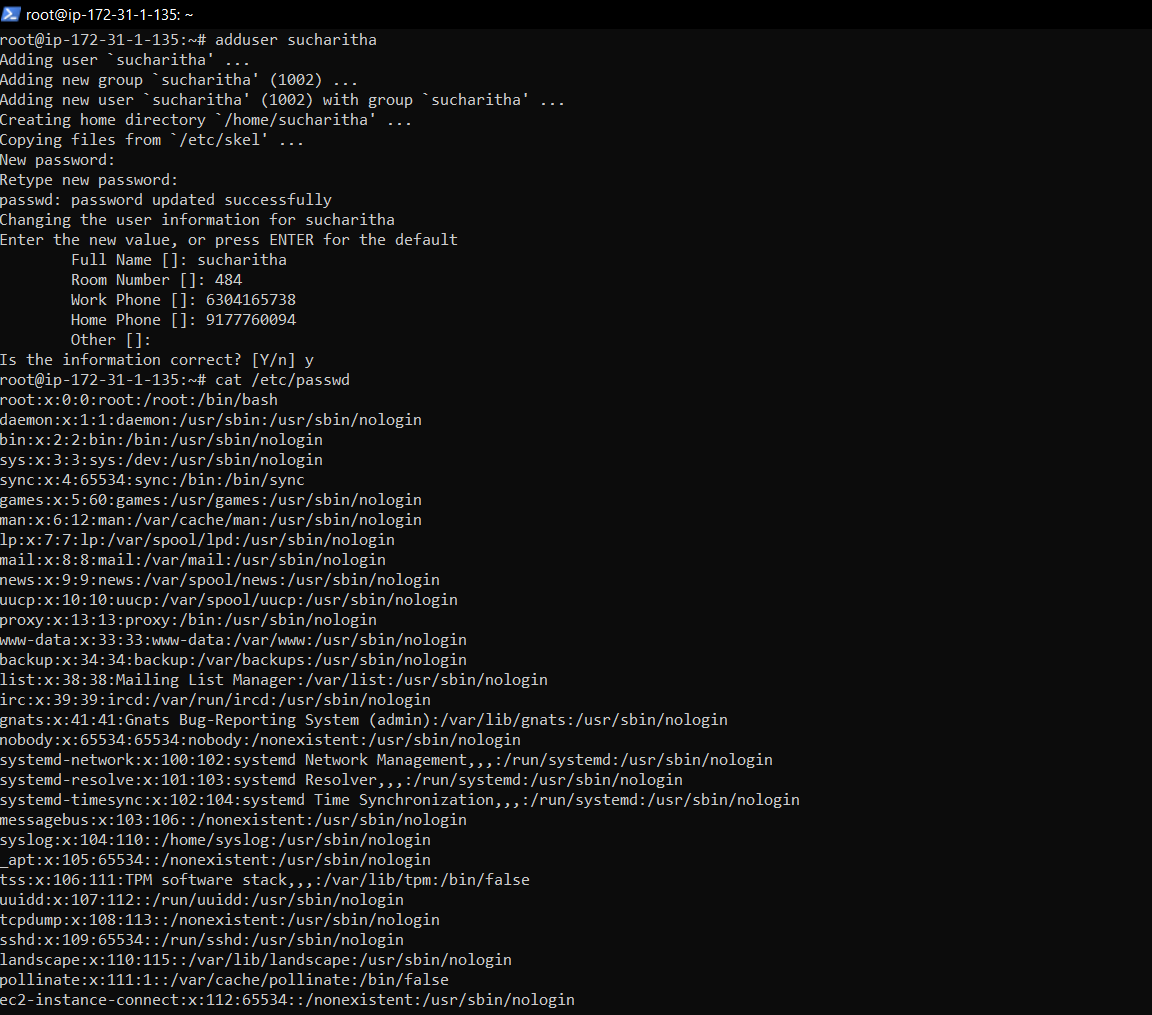 root@ip-172-31-1-135: ~
root@ip-172-31-1-135:~# adduser sucharitha
Adding user `sucharitha' ...
Adding new group `sucharitha' (1002) ...
Adding new user `sucharitha' (1002) with group `sucharitha' ...
Creating home directory `/home/sucharitha' ...
Copying files from `/etc/skel' ...
New password:
Retype new password:
passwd: password updated successfully
Changing the user information for sucharitha
Enter the new value, or press ENTER for the default
        Full Name []: sucharitha
        Room Number []: 484
        Work Phone []: 6304165738
        Home Phone []: 9177760094
        Other []:
Is the information correct? [Y/n] y
root@ip-172-31-1-135:~# cat /etc/passwd
root:x:0:0:root:/root:/bin/bash
daemon:x:1:1:daemon:/usr/sbin:/usr/sbin/nologin
bin:x:2:2:bin:/bin:/usr/sbin/nologin
sys:x:3:3:sys:/dev:/usr/sbin/nologin
sync:x:4:65534:sync:/bin:/bin/sync
games:x:5:60:games:/usr/games:/usr/sbin/nologin
man:x:6:12:man:/var/cache/man:/usr/sbin/nologin
lp:x:7:7:lp:/var/spool/lpd:/usr/sbin/nologin
mail:x:8:8:mail:/var/mail:/usr/sbin/nologin
news:x:9:9:news:/var/spool/news:/usr/sbin/nologin
uucp:x:10:10:uucp:/var/spool/uucp:/usr/sbin/nologin
proxy:x:13:13:proxy:/bin:/usr/sbin/nologin
www-data:x:33:33:www-data:/var/www:/usr/sbin/nologin
backup:x:34:34:backup:/var/backups:/usr/sbin/nologin
list:x:38:38:Mailing List Manager:/var/list:/usr/sbin/nologin
irc:x:39:39:ircd:/var/run/ircd:/usr/sbin/nologin
gnats:x:41:41:Gnats Bug-Reporting System (admin):/var/lib/gnats:/usr/sbin/nologin
nobody:x:65534:65534:nobody:/nonexistent:/usr/sbin/nologin
systemd-network:x:100:102:systemd Network Management,,,:/run/systemd:/usr/sbin/nologin
systemd-resolve:x:101:103:systemd Resolver,,,:/run/systemd:/usr/sbin/nologin
systemd-timesync:x:102:104:systemd Time Synchronization,,,:/run/systemd:/usr/sbin/nologin
messagebus:x:103:106::/nonexistent:/usr/sbin/nologin
syslog:x:104:110::/home/syslog:/usr/sbin/nologin
_apt:x:105:65534::/nonexistent:/usr/sbin/nologin
tss:x:106:111:TPM software stack,,,:/var/lib/tpm:/bin/false
uuidd:x:107:112::/run/uuidd:/usr/sbin/nologin
tcpdump:x:108:113::/nonexistent:/usr/sbin/nologin
sshd:x:109:65534::/run/sshd:/usr/sbin/nologin
landscape:x:110:115::/var/lib/landscape:/usr/sbin/nologin
pollinate:x:111:1::/var/cache/pollinate:/bin/false
ec2-instance-connect:x:112:65534::/nonexistent:/usr/sbin/nologin